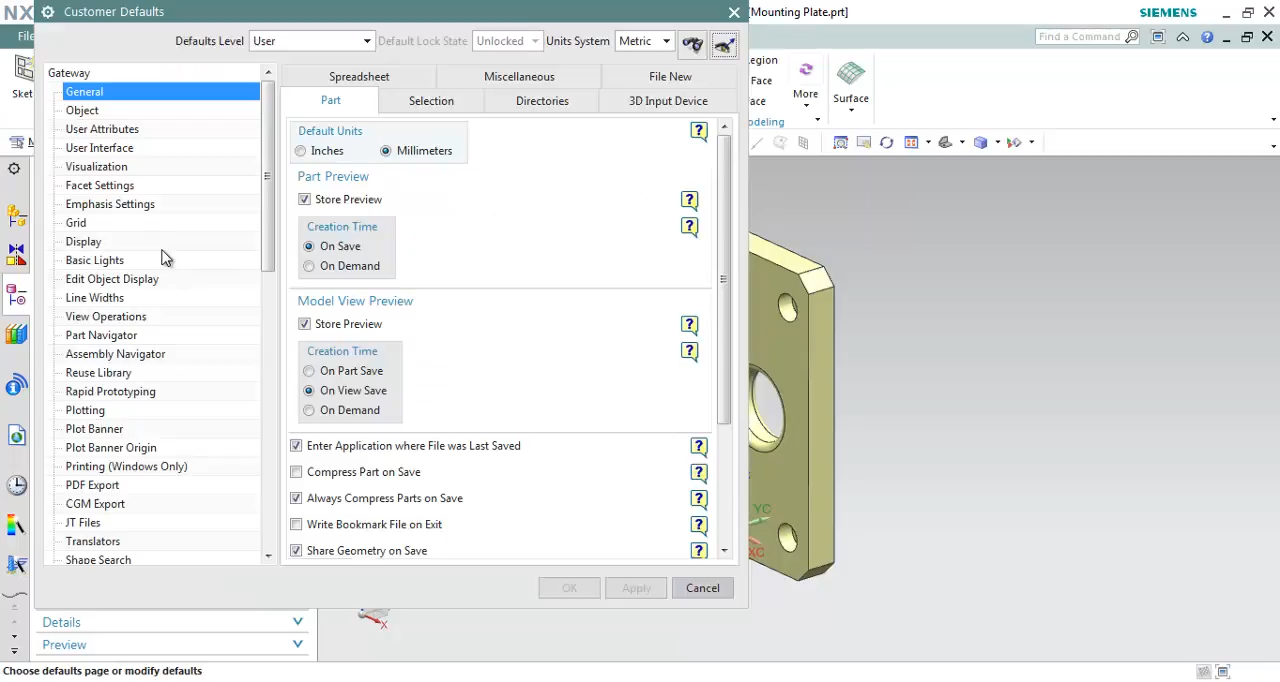 NX
Customer Defaults
[Mounting Plate.prt]
SIEMENS
Fil
Find a Command
Defaults Level
User
Default Lock State
Unlocked
Units System
Metric
Sket
Gateway
General
Object
User Attributes
User Interface
Visualization
Facet Settings
Emphasis Settings
Grid
Display
Basic Lights
Edit Object Display
Line Widths
View Operations
Part Navigator
Assembly Navigator
Reuse Library
Rapid Prototyping
Plotting
Plot Banner
Plot Banner Origin
Printing (Windows Only)
PDF Export
CGM Export
JT Files
Translators
Shape Search
Spreadsheet
Miscellaneous
File New
Part
Selection
Directories
3D Input Device
Default Units
Inches
Millimeters
Part Preview
Store Preview
Creation Time
On Save
On Demand
Model View Preview
Store Preview
Creation Time
On Part Save
On View Save
On Demand
Enter Application where File was Last Saved
Compress Part on Save
Always Compress Parts on Save
Write Bookmark File on Exit
Share Geometry on Save
OK
Apply
Cancel
egion
Face
ace
More
Surface
odeling
M
YC
XC
X
Details
Preview
Choose defaults page or modify defaults